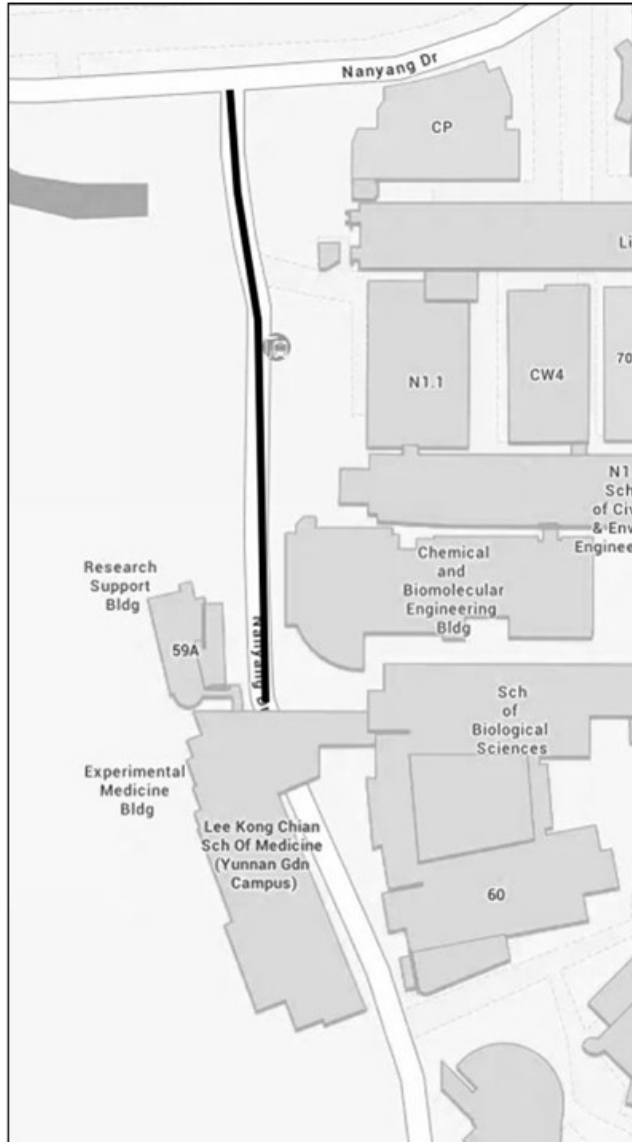 Nanyang Dr
CP
Li
N1.1
CW4
70
N1
Sch
of Civ
& Env
Enginee
Chemical
and
Biomolecular
Engineering
Bldg
Research
Support
Bldg
59A
Nanyang
Sch
of
Biological
Sciences
Experimental
Medicine
Bldg
Lee Kong Chian
Sch Of Medicine
(Yunnan Gdn
Campus)
60